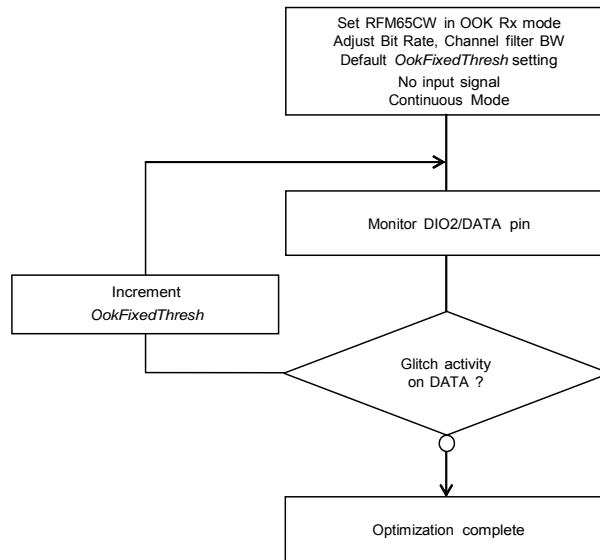 Set RFM65CW in OOK Rx mode
Adjust Bit Rate, Channel filter BW
Default OokFixedThresh setting
No input signal
Continuous Mode
Monitor DIO2/DATA pin
Increment
OokFixedThresh
Glitch activity
on DATA ?
Optimization complete